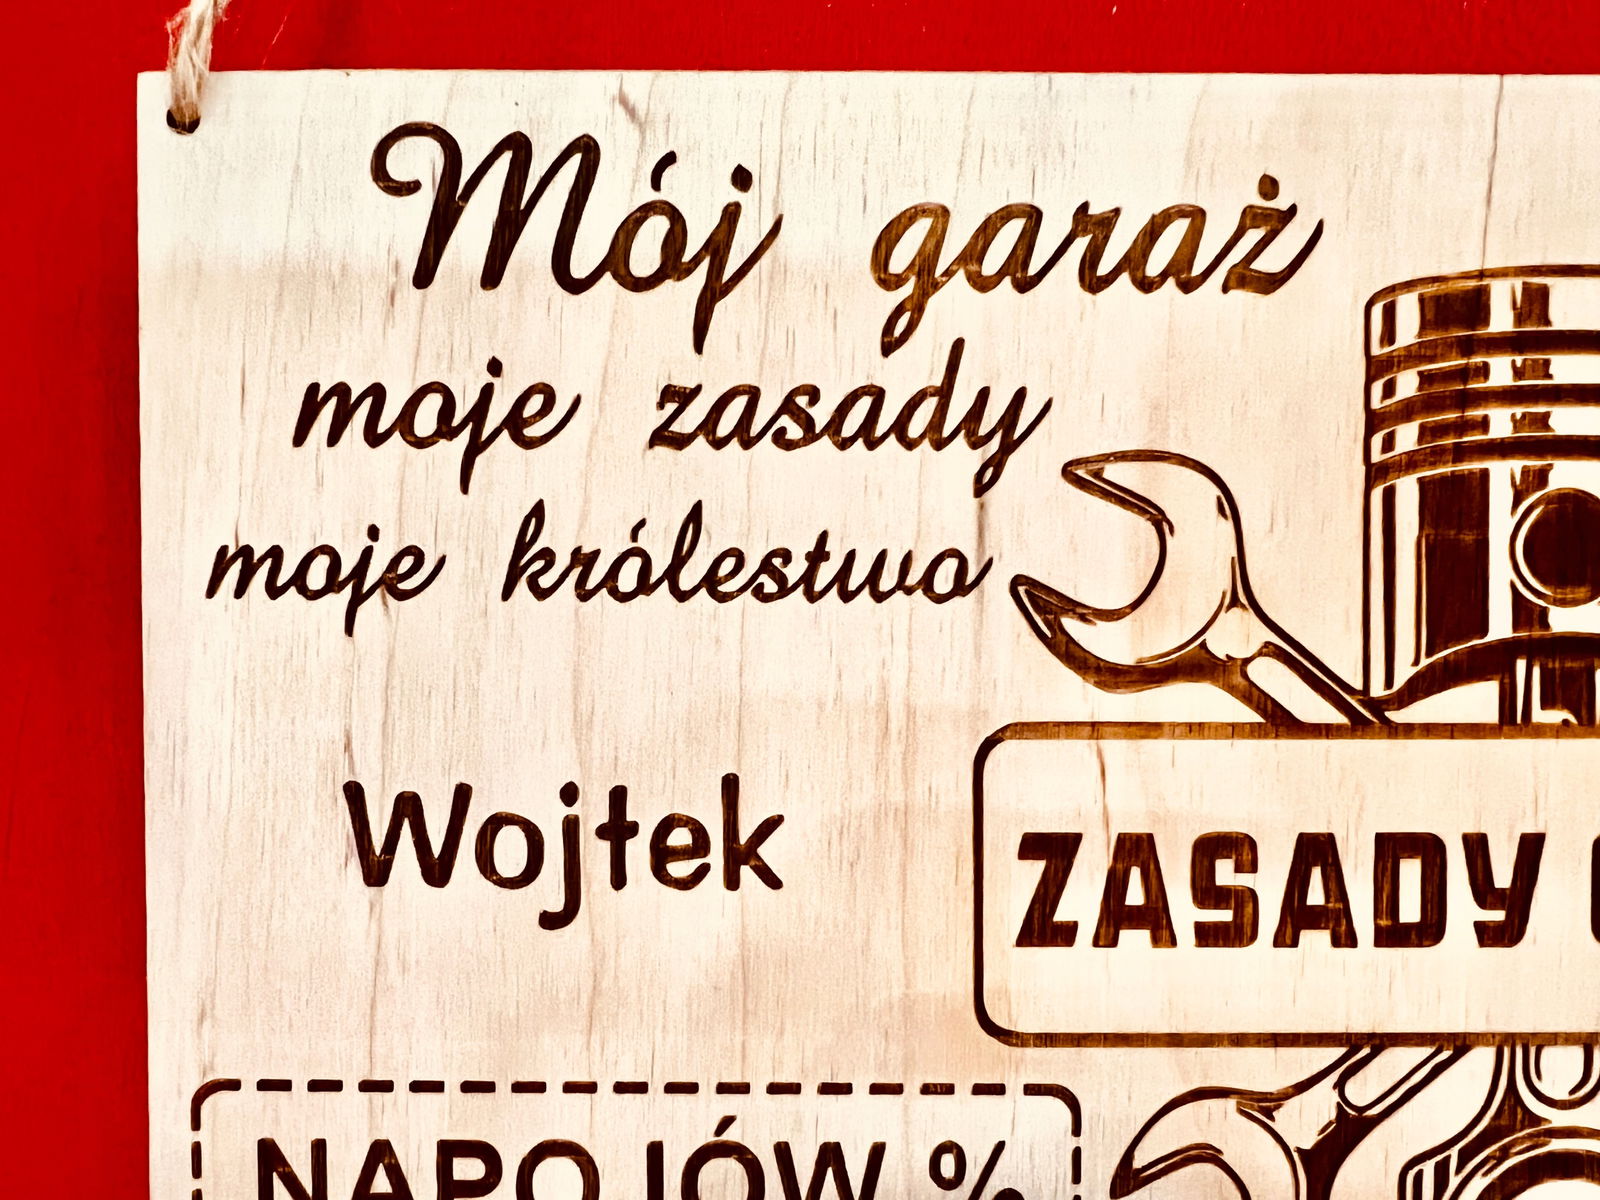 Mój garaż
moje zasady
moje królestwo
Wojtek
ZASADY
NAPOJÓW %